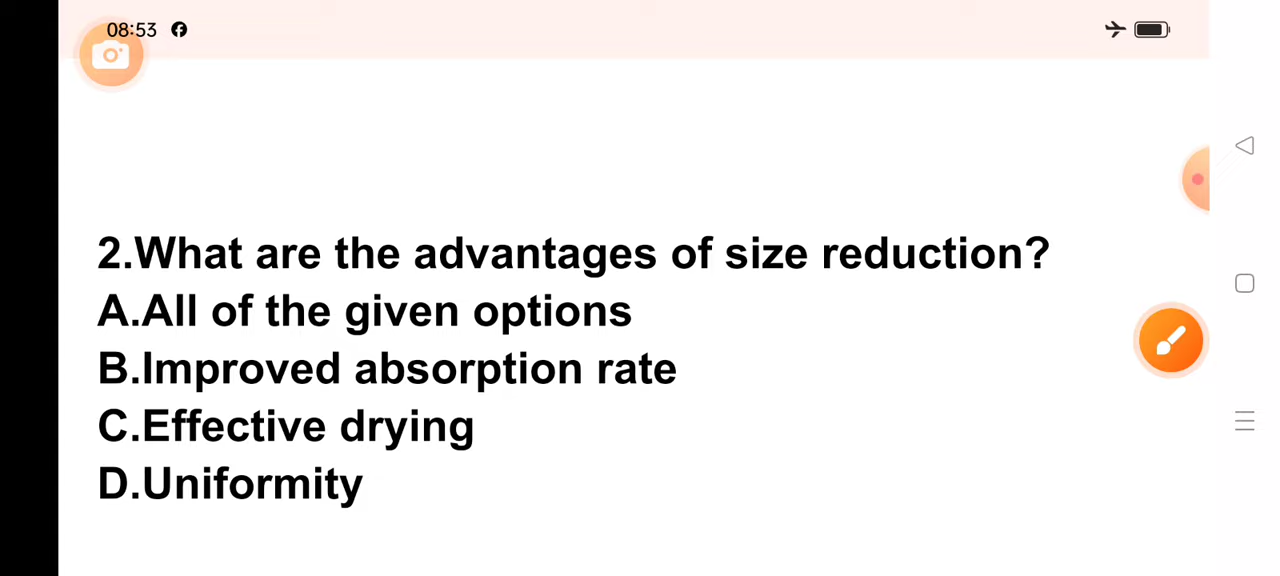 08:53
2.What are the advantages of size reduction?
A.All of the given options
B.Improved absorption rate
C.Effective drying
D.Uniformity